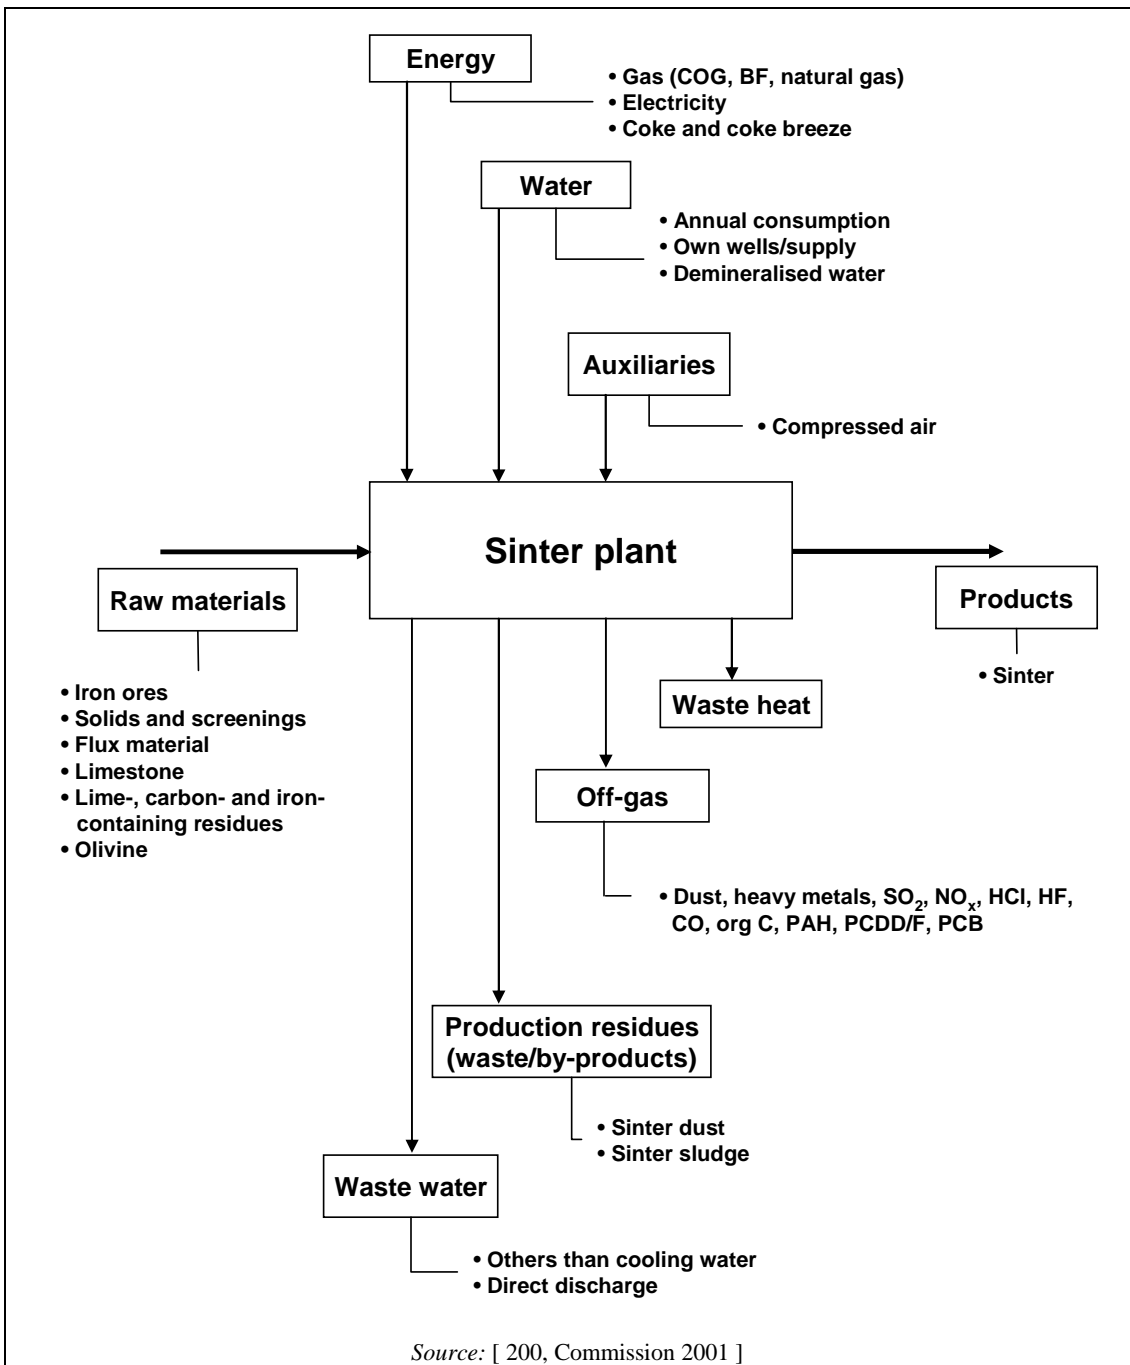 Energy
• Gas (COG, BF, natural gas)
• Electricity
• Coke and coke breeze
Water
• Annual consumption
• Own wells/supply
• Demineralised water
Auxiliaries
• Compressed air
Sinter plant
Raw materials
• Iron ores
• Solids and screenings
• Flux material
• Limestone
• Lime-, carbon- and iron-
containing residues
• Olivine
Products
• Sinter
Waste heat
Off-gas
• Dust, heavy metals, SO₂, NOₓ, HCl, HF,
CO, org C, PAH, PCDD/F, PCB
Production residues
(waste/by-products)
• Sinter dust
• Sinter sludge
Waste water
• Others than cooling water
• Direct discharge
Source: [ 200, Commission 2001 ]